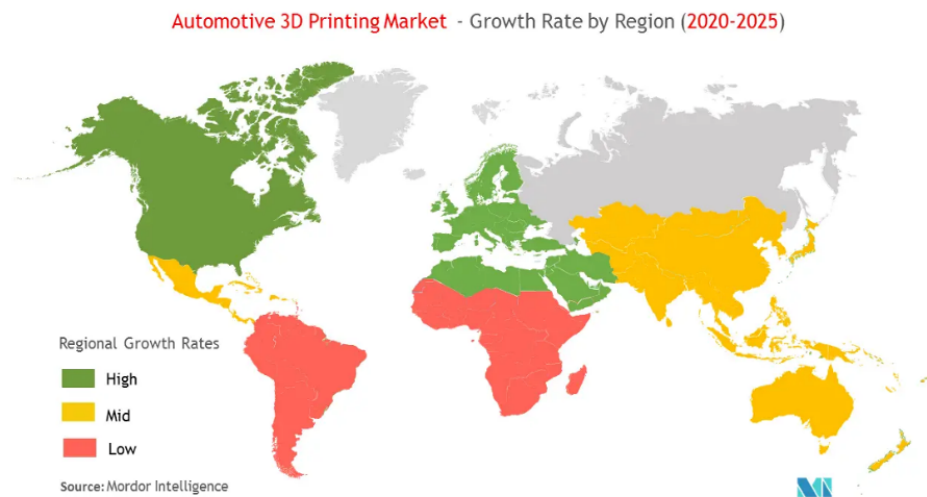 Automotive 3D Printing Market - Growth Rate by Region (2020-2025)
Regional Growth Rates
High
Mid
Low
Source: Mordor Intelligence